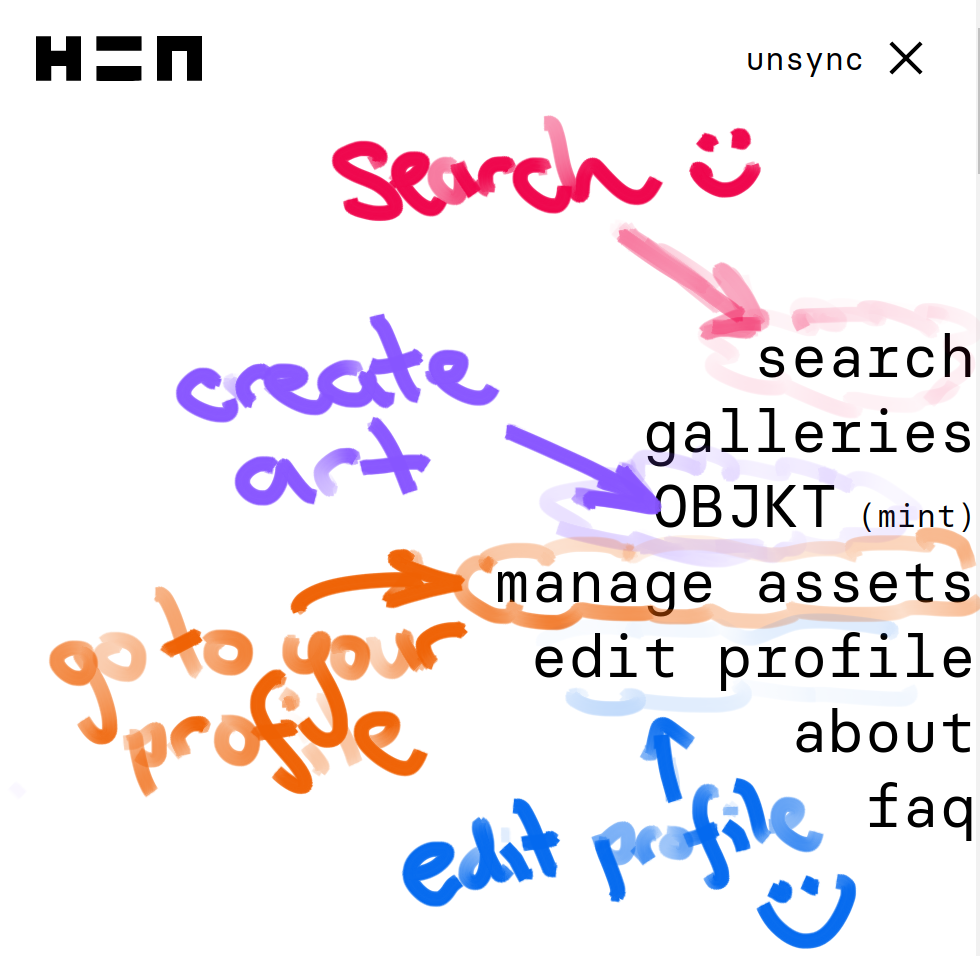 H=N
unsync
search
search
galleries
create
art
OBJKT (mint)
manage assets
go to your
profile
edit profile
about
faq
edit profile